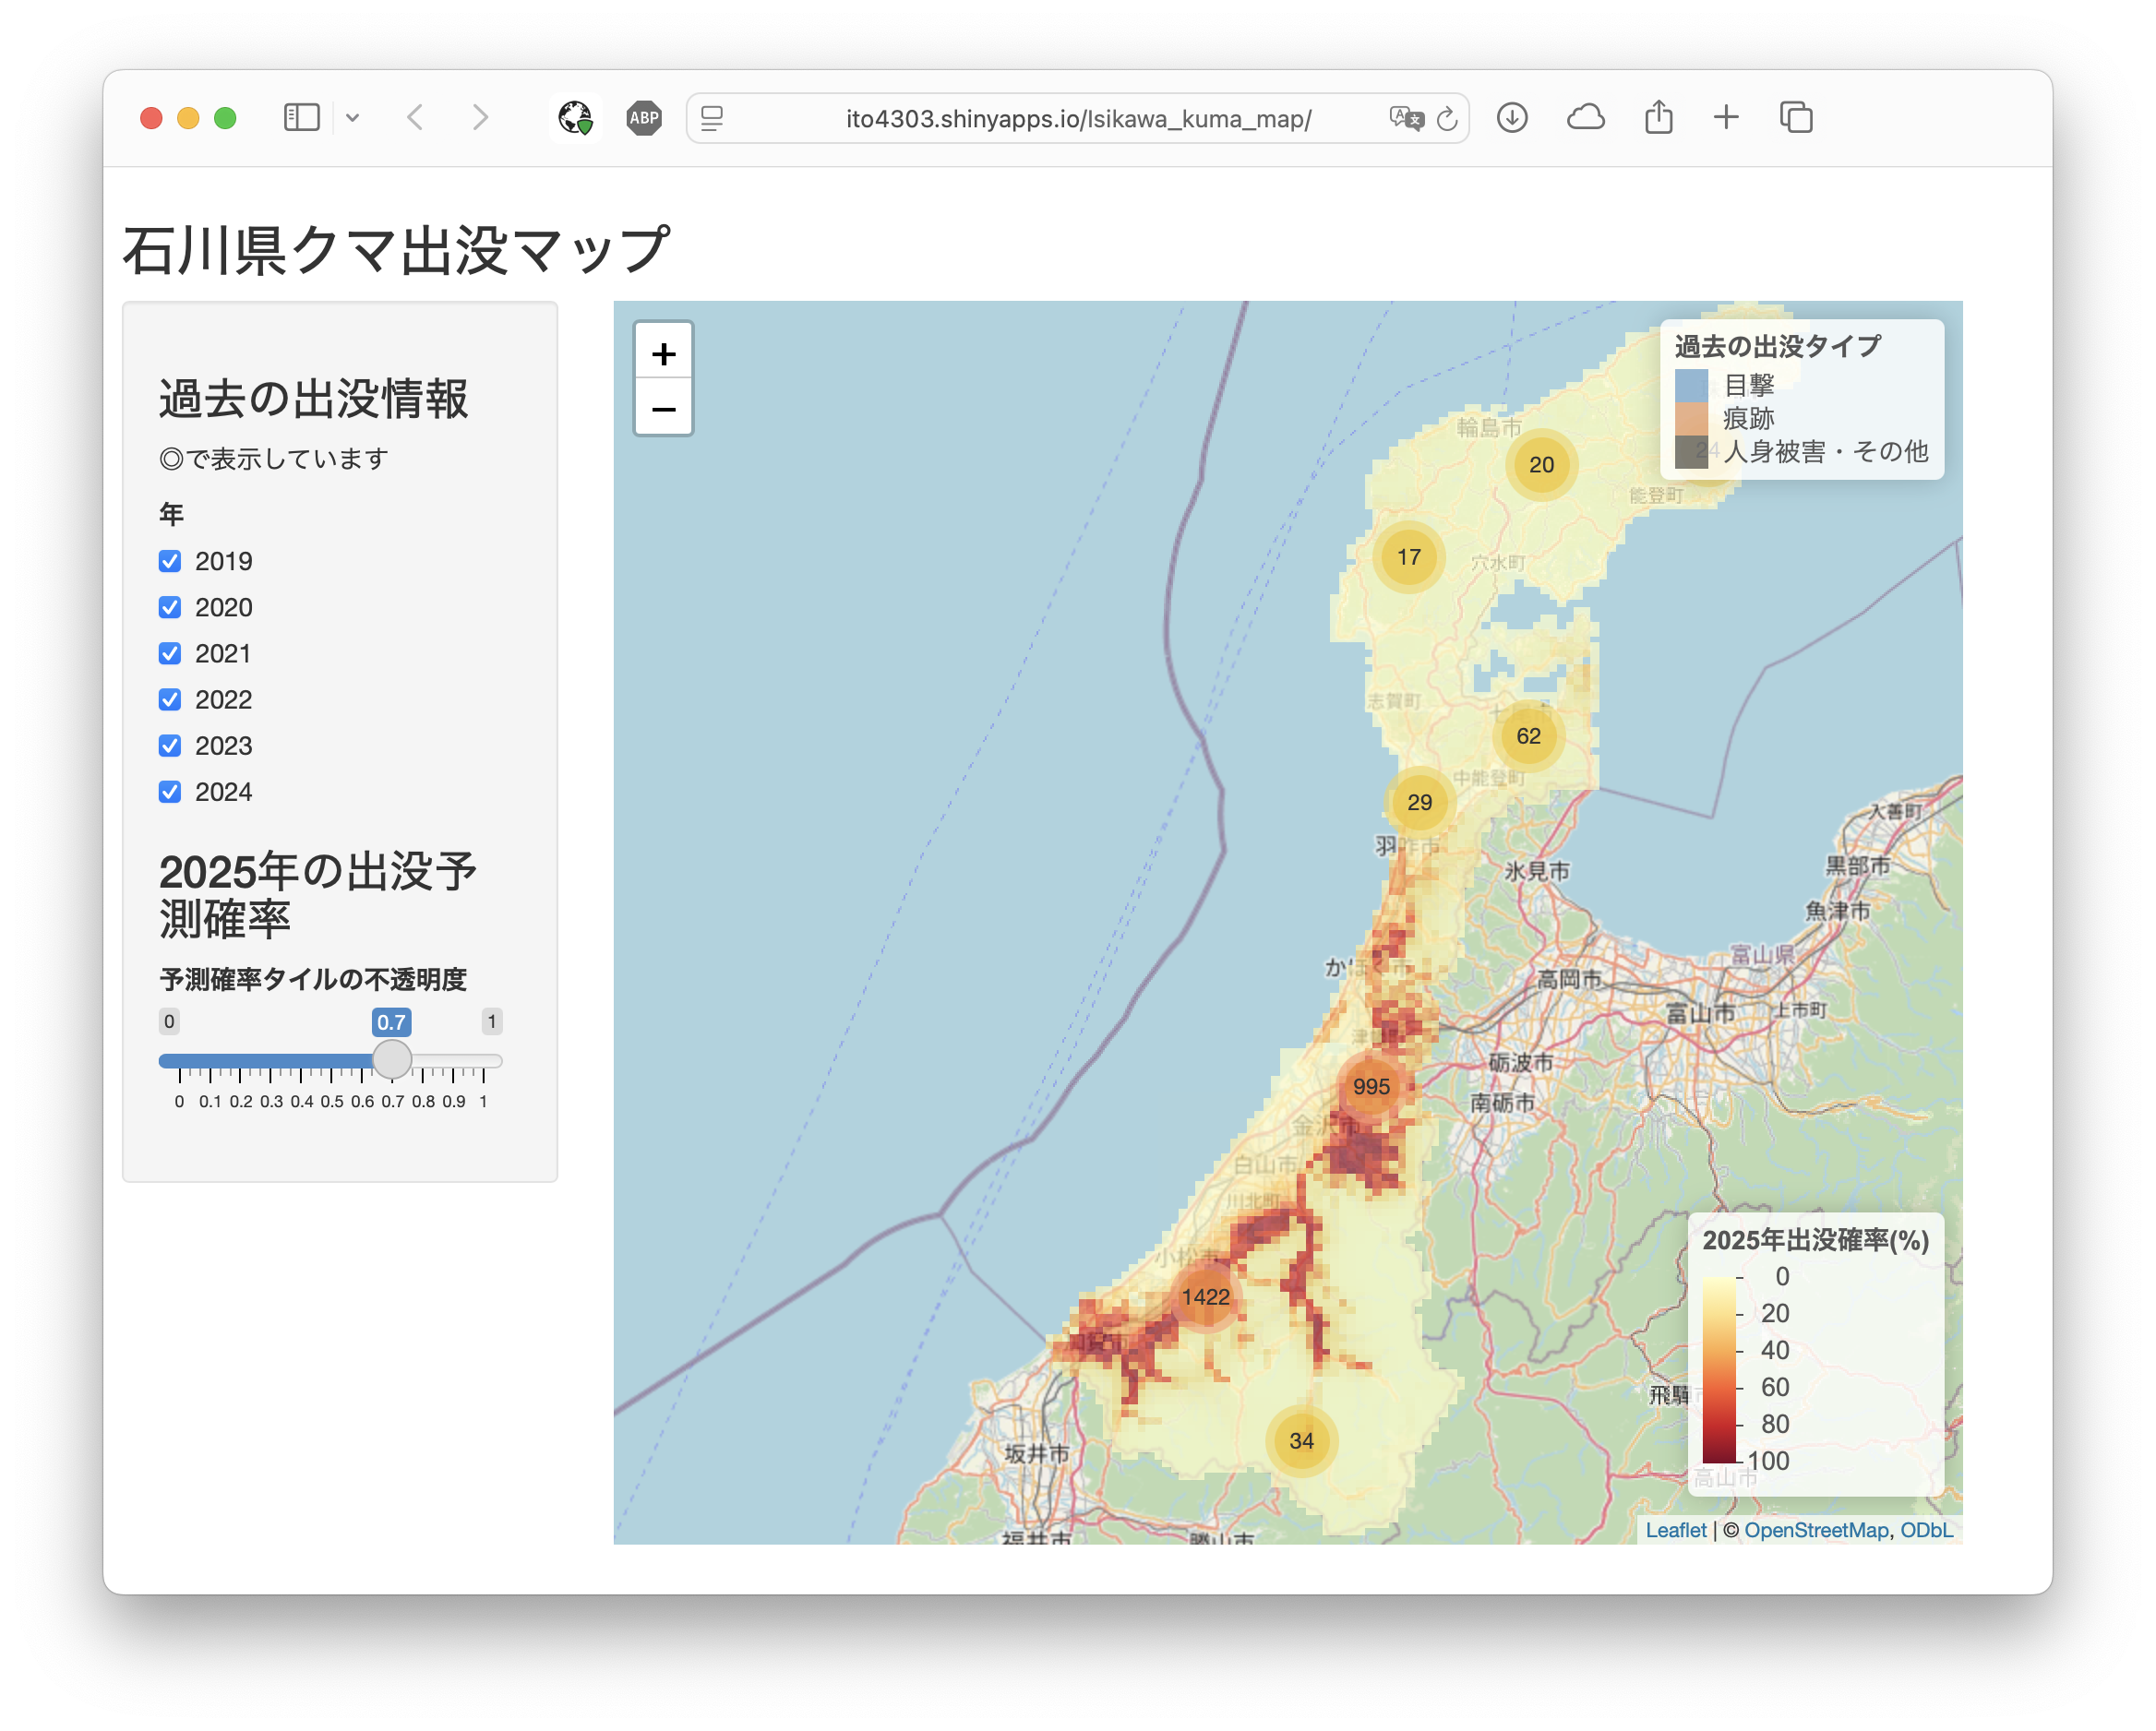 ABP
ito4303.shinyapps.io/Isikawa_kuma_map/
石川県クマ出没マップ
過去の出没情報
◎で表示しています
年
2019
2020
2021
2022
2023
2024
2025年の出没予
測確率
予測確率タイルの不透明度
0
0.7
1
0 0.1 0.2 0.3 0.4 0.5 0.6 0.7 0.8 0.9 1
+
−
過去の出没タイプ
目撃
痕跡
24
人身被害・その他
輪島市
20
能登町
17
穴水町
志賀町
62
中能登町
29
羽咋市
氷見市
入善町
黒部市
魚津市
富山県
かほく市
高岡市
富山市
上市町
砺波市
995
南砺市
金沢市
白山市
川北町
小松市
1422
加賀市
34
坂井市
福井市
勝山市
飛騨
高山市
2025年出没確率(%)
0
20
40
60
80
100
Leaflet | © OpenStreetMap, ODbL